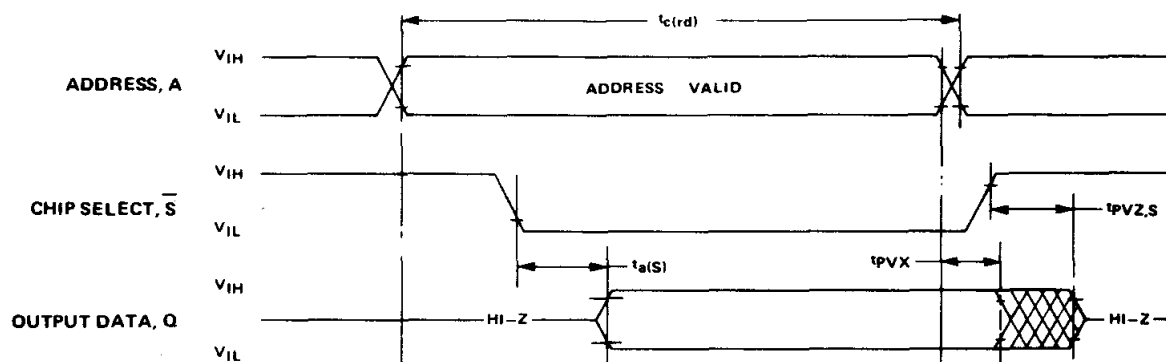 tc(rd)
VIH
ADDRESS, A
ADDRESS VALID
VIL
VIH
CHIP SELECT, S̅
tPVZ,S
VIL
ta(S)
tPVX
VIH
OUTPUT DATA, Q
HI-Z
HI-Z
VIL